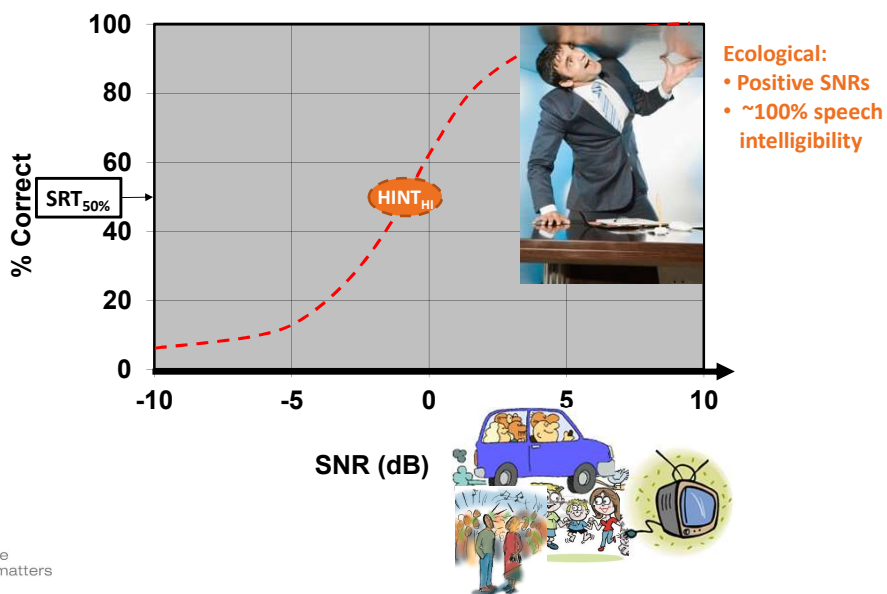 100
80
60
40
20
0
% Correct
SRT50%
HINTHI
-10
-5
0
5
10
SNR (dB)
Ecological:
• Positive SNRs
• ~100% speech
intelligibility
e
matters